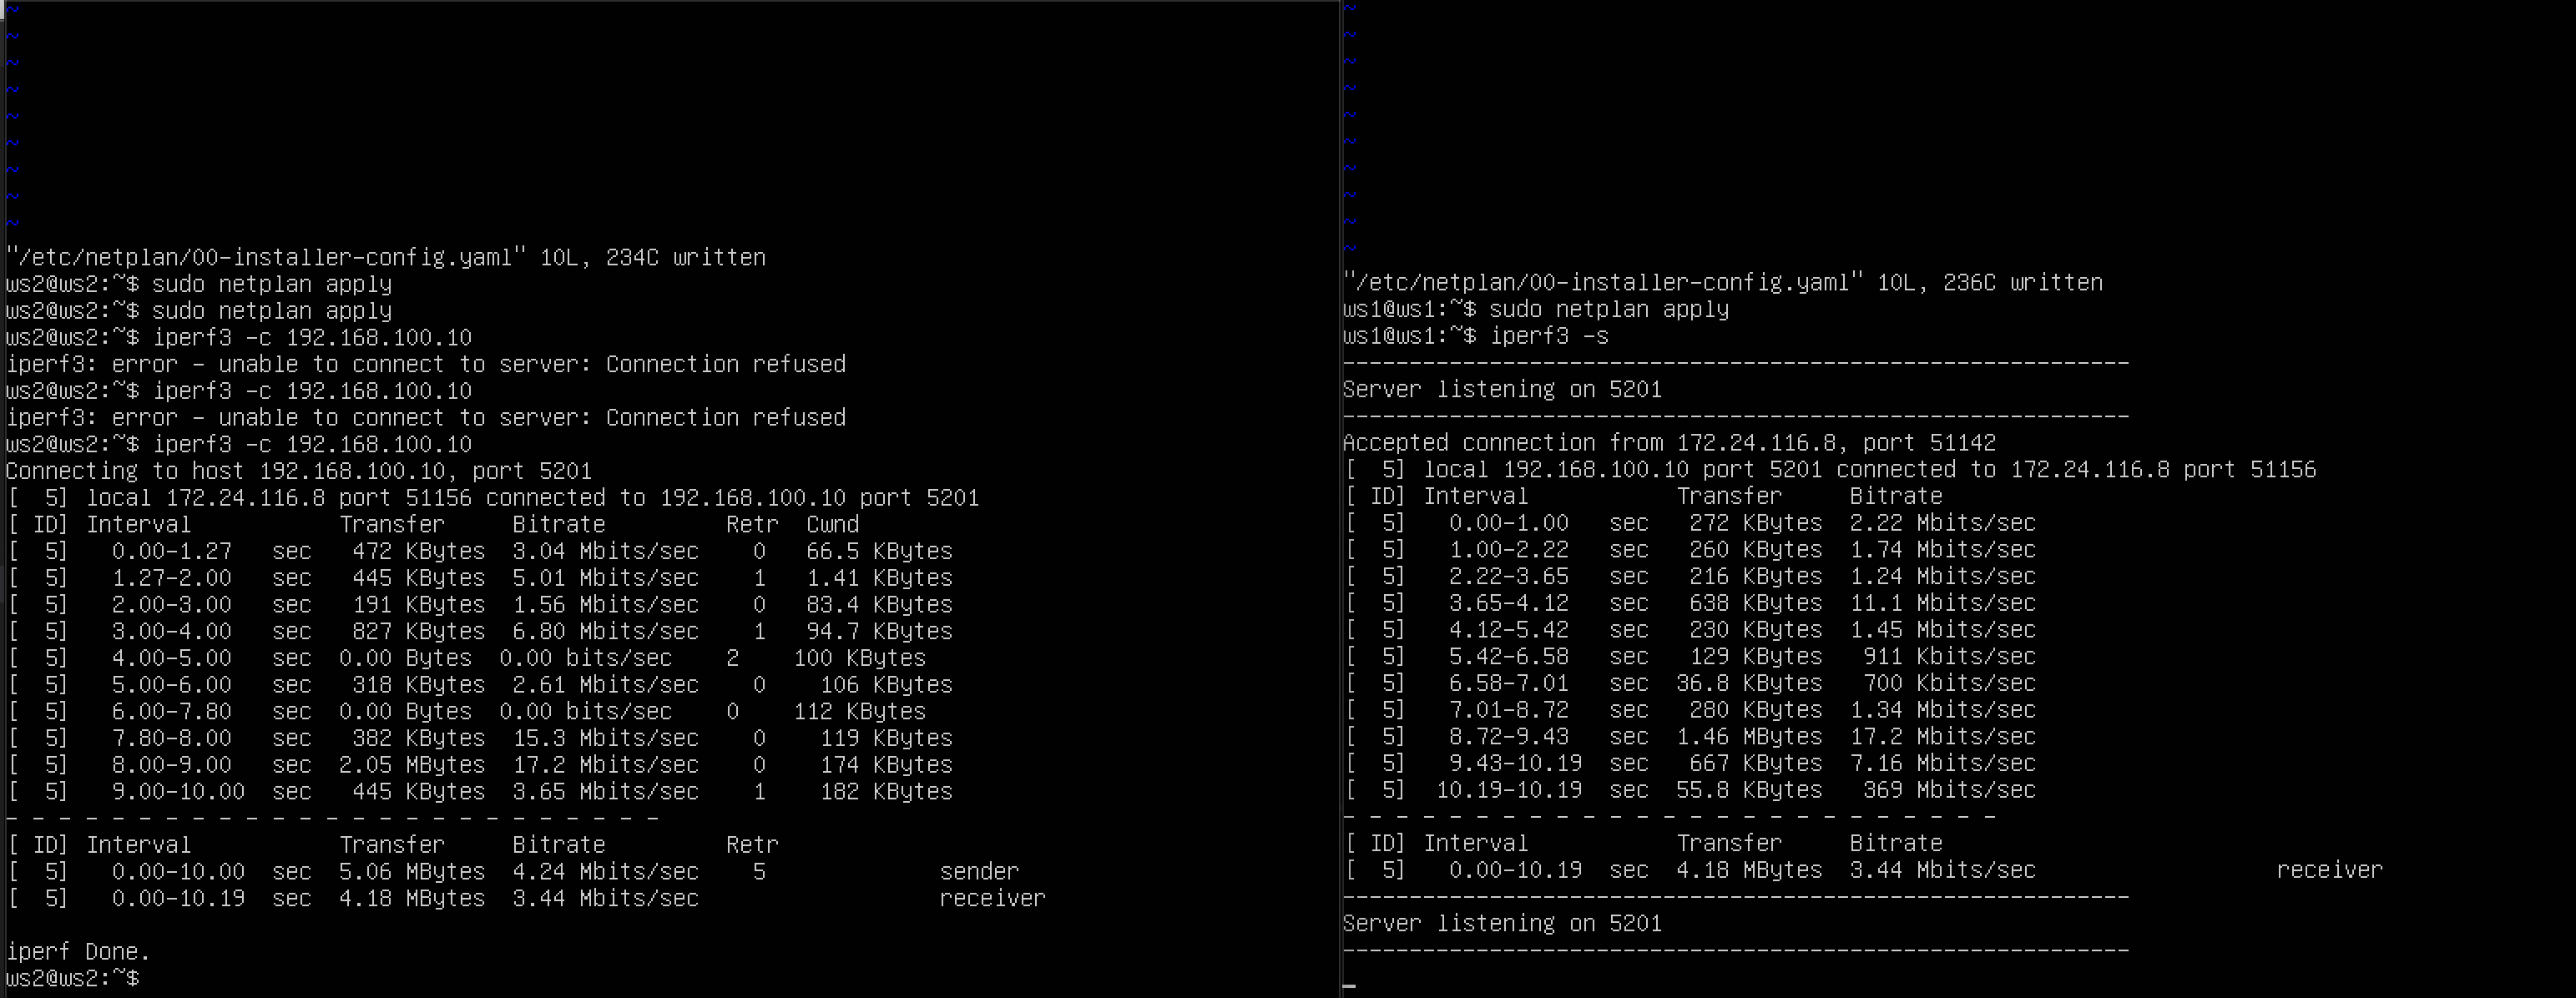 ~
~
~
~
~
~
~
~
~
"/etc/netplan/00-installer-config.yaml" 10L, 234C written
ws2@ws2:~$ sudo netplan apply
ws2@ws2:~$ sudo netplan apply
ws2@ws2:~$ iperf3 -c 192.168.100.10
iperf3: error - unable to connect to server: Connection refused
ws2@ws2:~$ iperf3 -c 192.168.100.10
iperf3: error - unable to connect to server: Connection refused
ws2@ws2:~$ iperf3 -c 192.168.100.10
Connecting to host 192.168.100.10, port 5201
[  5] local 172.24.116.8 port 51156 connected to 192.168.100.10 port 5201
[ ID] Interval           Transfer     Bitrate         Retr  Cwnd
[  5]   0.00-1.27   sec   472 KBytes  3.04 Mbits/sec    0   66.5 KBytes
[  5]   1.27-2.00   sec   445 KBytes  5.01 Mbits/sec    1   1.41 KBytes
[  5]   2.00-3.00   sec   191 KBytes  1.56 Mbits/sec    0   83.4 KBytes
[  5]   3.00-4.00   sec   827 KBytes  6.80 Mbits/sec    1   94.7 KBytes
[  5]   4.00-5.00   sec  0.00 Bytes  0.00 bits/sec    2    100 KBytes
[  5]   5.00-6.00   sec   318 KBytes  2.61 Mbits/sec    0    106 KBytes
[  5]   6.00-7.80   sec  0.00 Bytes  0.00 bits/sec    0    112 KBytes
[  5]   7.80-8.00   sec   382 KBytes  15.3 Mbits/sec    0    119 KBytes
[  5]   8.00-9.00   sec  2.05 MBytes  17.2 Mbits/sec    0    174 KBytes
[  5]   9.00-10.00  sec   445 KBytes  3.65 Mbits/sec    1    182 KBytes
- - - - - - - - - - - - - - - - - - - - - - - - -
[ ID] Interval           Transfer     Bitrate         Retr
[  5]   0.00-10.00  sec  5.06 MBytes  4.24 Mbits/sec    5             sender
[  5]   0.00-10.19  sec  4.18 MBytes  3.44 Mbits/sec                  receiver
iperf Done.
ws2@ws2:~$
~
~
~
~
~
~
~
~
~
~
"/etc/netplan/00-installer-config.yaml" 10L, 236C written
ws1@ws1:~$ sudo netplan apply
ws1@ws1:~$ iperf3 -s
-----------------------------------------------------------
Server listening on 5201
-----------------------------------------------------------
Accepted connection from 172.24.116.8, port 51142
[  5] local 192.168.100.10 port 5201 connected to 172.24.116.8 port 51156
[ ID] Interval           Transfer     Bitrate
[  5]   0.00-1.00   sec   272 KBytes  2.22 Mbits/sec
[  5]   1.00-2.22   sec   260 KBytes  1.74 Mbits/sec
[  5]   2.22-3.65   sec   216 KBytes  1.24 Mbits/sec
[  5]   3.65-4.12   sec   638 KBytes  11.1 Mbits/sec
[  5]   4.12-5.42   sec   230 KBytes  1.45 Mbits/sec
[  5]   5.42-6.58   sec   129 KBytes   911 Kbits/sec
[  5]   6.58-7.01   sec  36.8 KBytes   700 Kbits/sec
[  5]   7.01-8.72   sec   280 KBytes  1.34 Mbits/sec
[  5]   8.72-9.43   sec  1.46 MBytes  17.2 Mbits/sec
[  5]   9.43-10.19  sec   667 KBytes  7.16 Mbits/sec
[  5]  10.19-10.19  sec  55.8 KBytes   369 Mbits/sec
- - - - - - - - - - - - - - - - - - - - - - - - -
[ ID] Interval           Transfer     Bitrate
[  5]   0.00-10.19  sec  4.18 MBytes  3.44 Mbits/sec                  receiver
-----------------------------------------------------------
Server listening on 5201
-----------------------------------------------------------
_